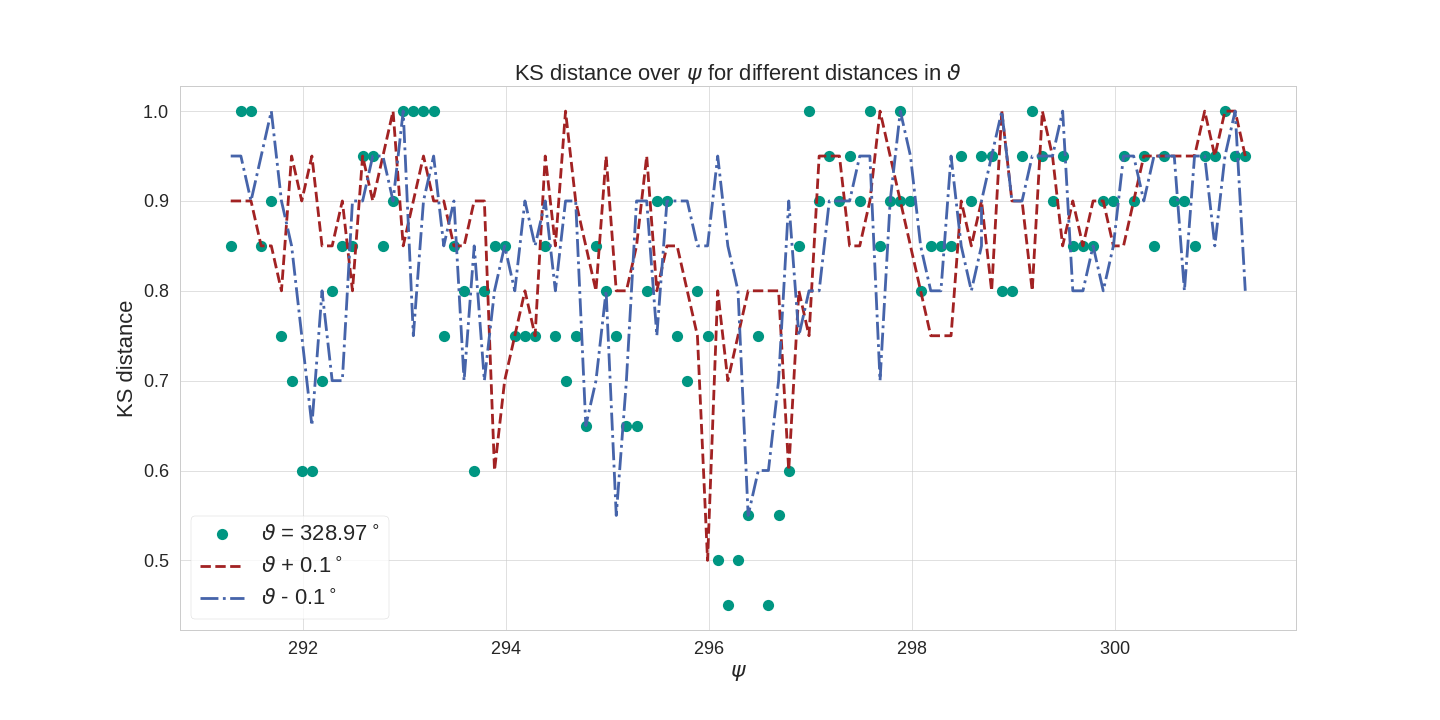 KS distance over ψ for different distances in ϑ
KS distance
1.0
0.9
0.8
0.7
0.6
0.5
ϑ = 328.97°
ϑ + 0.1°
ϑ - 0.1°
292 294 296 298 300
ψ